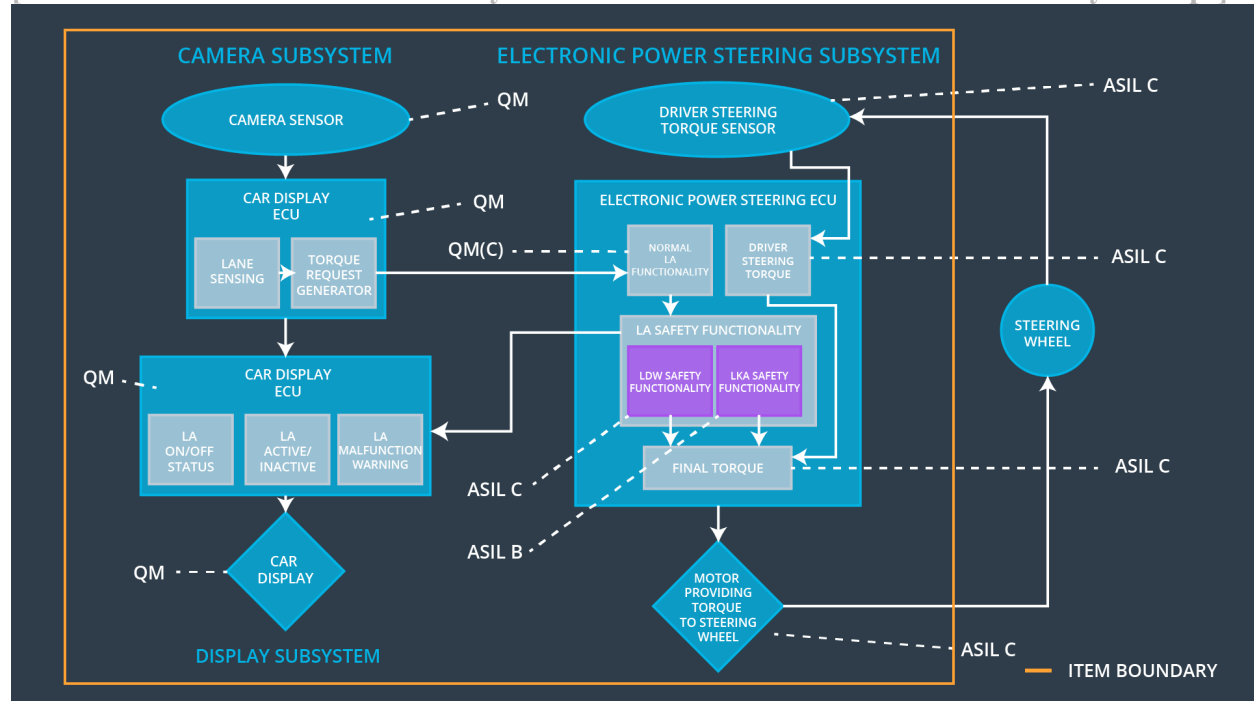 CAMERA SUBSYSTEM
ELECTRONIC POWER STEERING SUBSYSTEM
CAMERA SENSOR
QM
DRIVER STEERING
TORQUE SENSOR
ASIL C
CAR DISPLAY
ECU
QM
LANE
SENSING
TORQUE
REQUEST
GENERATOR
ELECTRONIC POWER STEERING ECU
QM(C)
NORMAL
LA
FUNCTIONALITY
DRIVER
STEERING
TORQUE
ASIL C
STEERING
WHEEL
LA SAFETY FUNCTIONALITY
LDW SAFETY
FUNCTIONALITY
LKA SAFETY
FUNCTIONALITY
CAR DISPLAY
ECU
QM
LA
ON/OFF
STATUS
LA
ACTIVE/
INACTIVE
LA
MALFUNCTION
WARNING
FINAL TORQUE
ASIL C
ASIL C
ASIL B
QM
CAR
DISPLAY
MOTOR
PROVIDING
TORQUE
TO STEERING
WHEEL
ASIL C
DISPLAY SUBSYSTEM
ITEM BOUNDARY